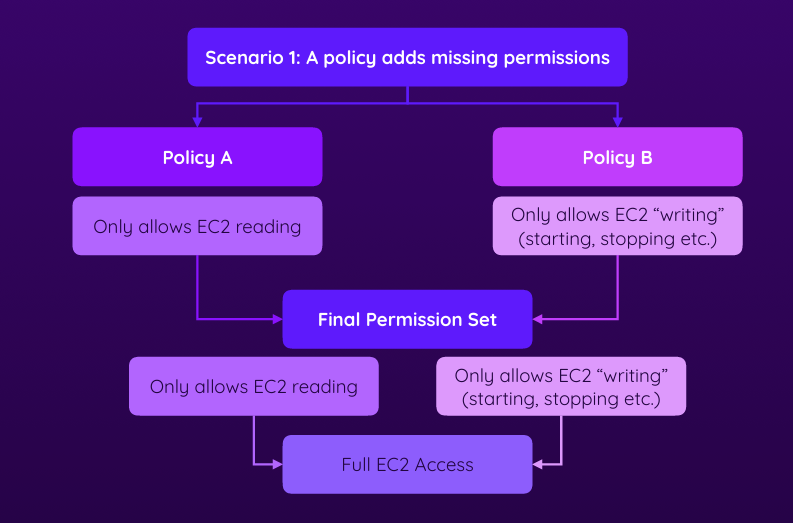 Scenario 1: A policy adds missing permissions
Policy A
Policy B
Only allows EC2 reading
Only allows EC2 “writing”
(starting, stopping etc.)
Final Permission Set
Only allows EC2 reading
Only allows EC2 “writing”
(starting, stopping etc.)
Full EC2 Access